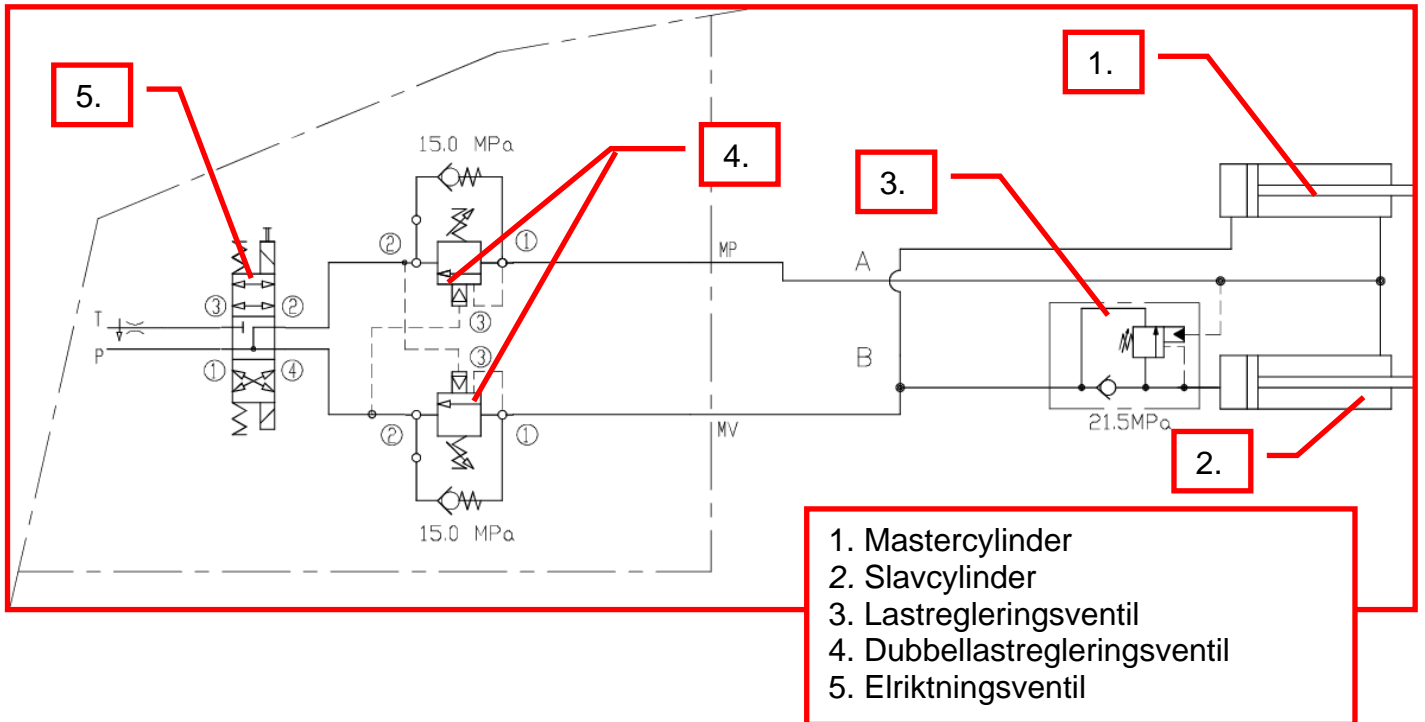 1.
5.
15.0 MPa
4.
3.
② ①
MP
A
③ ②
③
T
P
③
① ④
B
② ①
MV
21.5MPa
2.
15.0 MPa
1. Mastercylinder
2. Slavcylinder
3. Lastregleringsventil
4. Dubbellastregleringsventil
5. Elriktningsventil